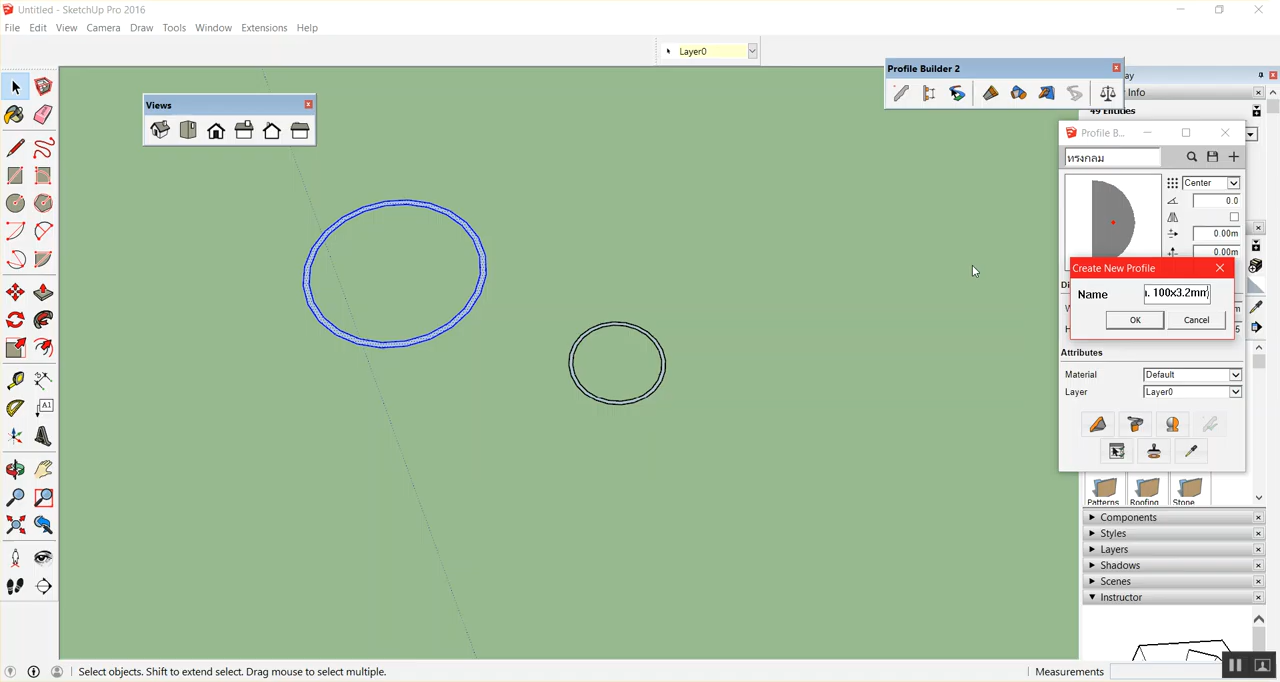 Untitled - SketchUp Pro 2016
File Edit View Camera Draw Tools Window Extensions Help
Layer0
Profile Builder 2
Views
Info
49 Entities
Profile B...
ทรงกลม
Center
0.0
0.00m
0.00m
Create New Profile
Name
100x3.2mm
OK
Cancel
Attributes
Material Default
Layer Layer0
A1
Patterns Roofing Stone
Components
Styles
Layers
Shadows
Scenes
Instructor
Select objects. Shift to extend select. Drag mouse to select multiple.
Measurements